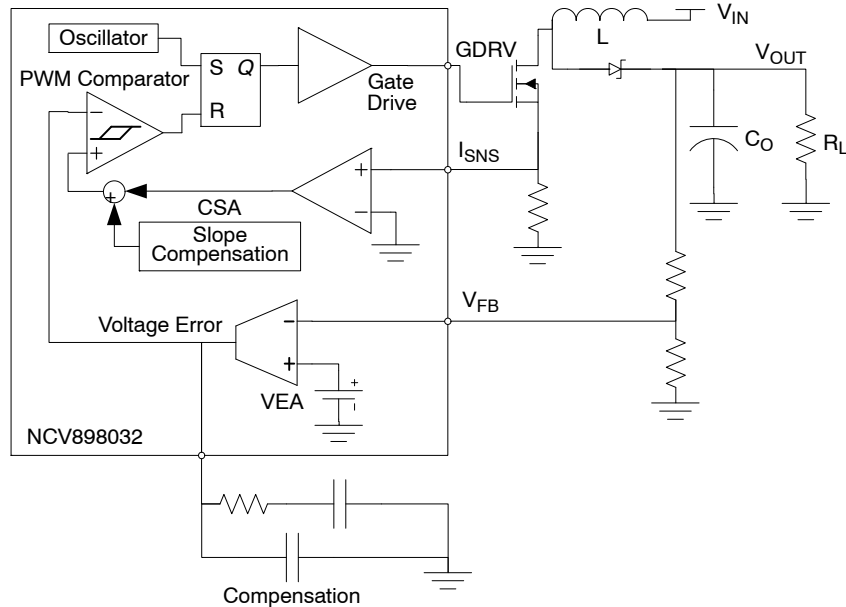 Oscillator
PWM Comparator
S Q
R
Gate
Drive
GDRV
L
V_IN
V_OUT
C_O
R_L
I_SNS
−
+
+
CSA
+
−
Slope
Compensation
V_FB
Voltage Error
−
+
VEA
+
−
NCV898032
Compensation